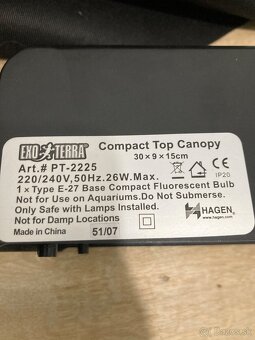 EXO TERRA
Compact Top Canopy
30×9×15cm
Art.# PT-2225
220/240V,50Hz.26W.Max.
IP20
1×Type E-27 Base Compact Fluorescent Bulb
Not for Use on Aquariums.Do Not Submerse.
Only Safe with Lamps Installed.
Not for Damp Locations
HAGEN
www.hagen.com
Made in China
51/07